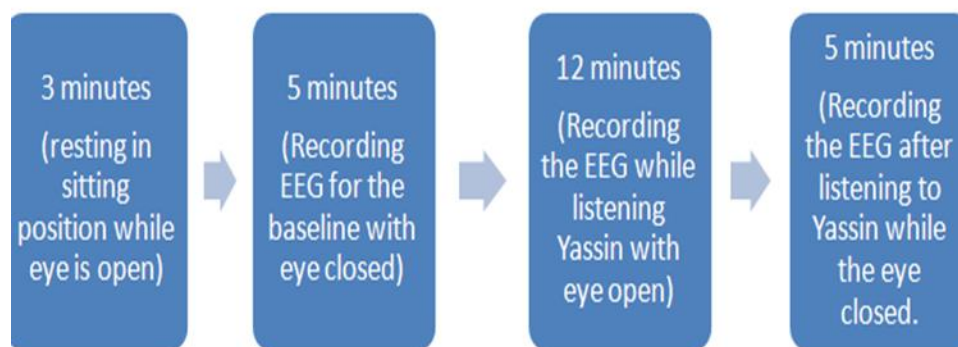 3 minutes
(resting in
sitting
position while
eye is open)
5 minutes
(Recording
EEG for the
baseline with
eye closed)
12 minutes
(Recording
the EEG while
listening
Yassin with
eye open)
5 minutes
(Recording
the EEG after
listening to
Yassin while
the eye
closed.